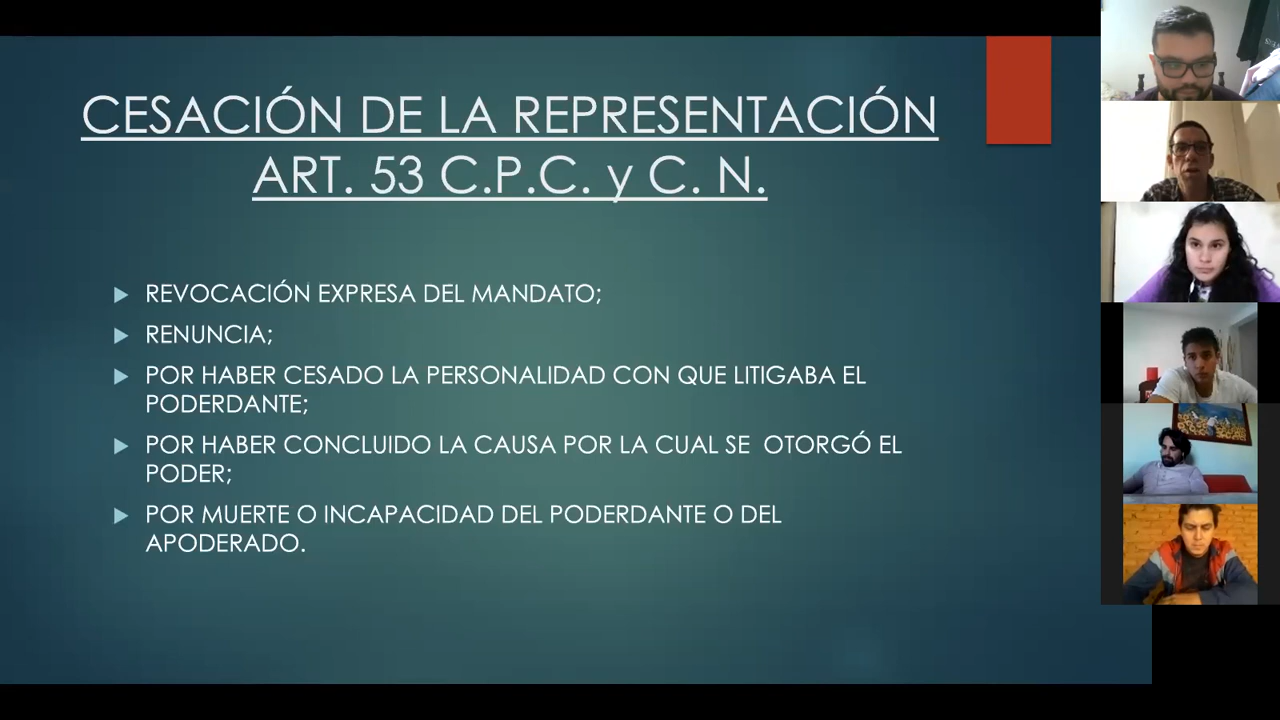 CESACIÓN DE LA REPRESENTACIÓN
ART. 53 C.P.C. y C. N.
REVOCACIÓN EXPRESA DEL MANDATO;
RENUNCIA;
POR HABER CESADO LA PERSONALIDAD CON QUE LITIGABA EL
PODERDANTE;
POR HABER CONCLUIDO LA CAUSA POR LA CUAL SE OTORGÓ EL
PODER;
POR MUERTE O INCAPACIDAD DEL PODERDANTE O DEL
APODERADO.